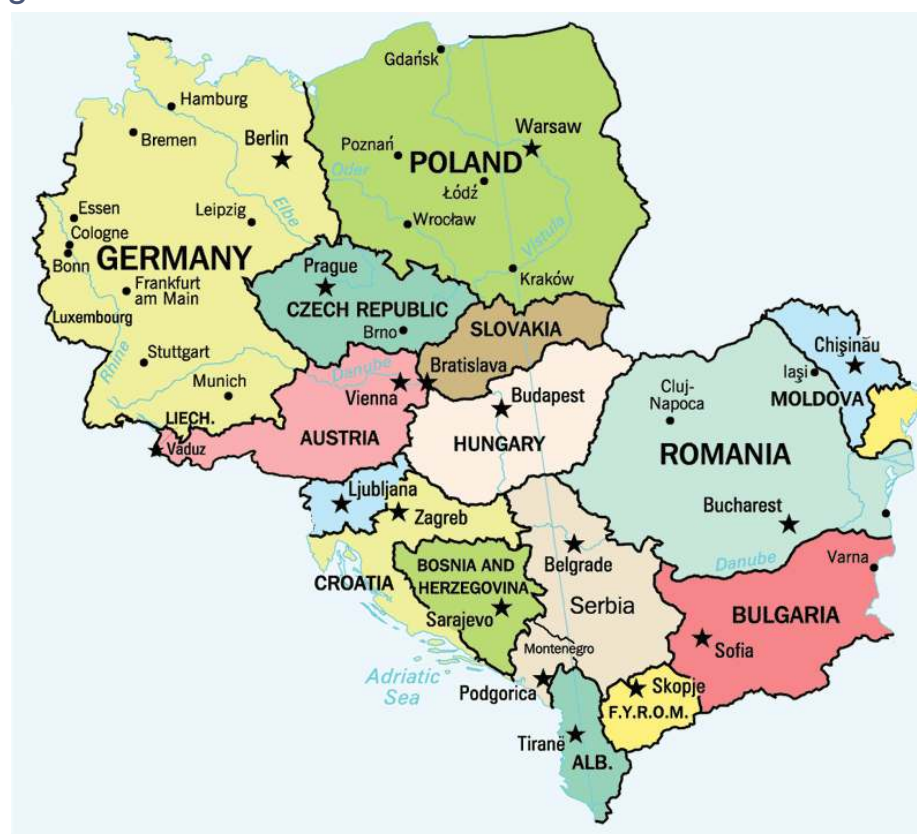 Gdańsk
Hamburg
Bremen
Berlin
Warsaw
Poznań
POLAND
Oder
Łódź
Essen
Leipzig
Elbe
Wrocław
Cologne
Vistula
GERMANY
Bonn
Prague
Kraków
Frankfurt
am Main
CZECH REPUBLIC
Luxembourg
Brno
SLOVAKIA
Chişinău
Rhine
Stuttgart
Danube
Bratislava
Iaşi
Munich
Vienna
Budapest
Cluj-
Napoca
MOLDOVA
LIECH.
AUSTRIA
HUNGARY
Vaduz
ROMANIA
Ljubljana
Zagreb
Bucharest
Danube
Varna
BOSNIA AND
HERZEGOVINA
Belgrade
CROATIA
Serbia
BULGARIA
Sarajevo
Sofia
Montenegro
Adriatic
Sea
Podgorica
Skopje
F.Y.R.O.M.
Tiranë
ALB.